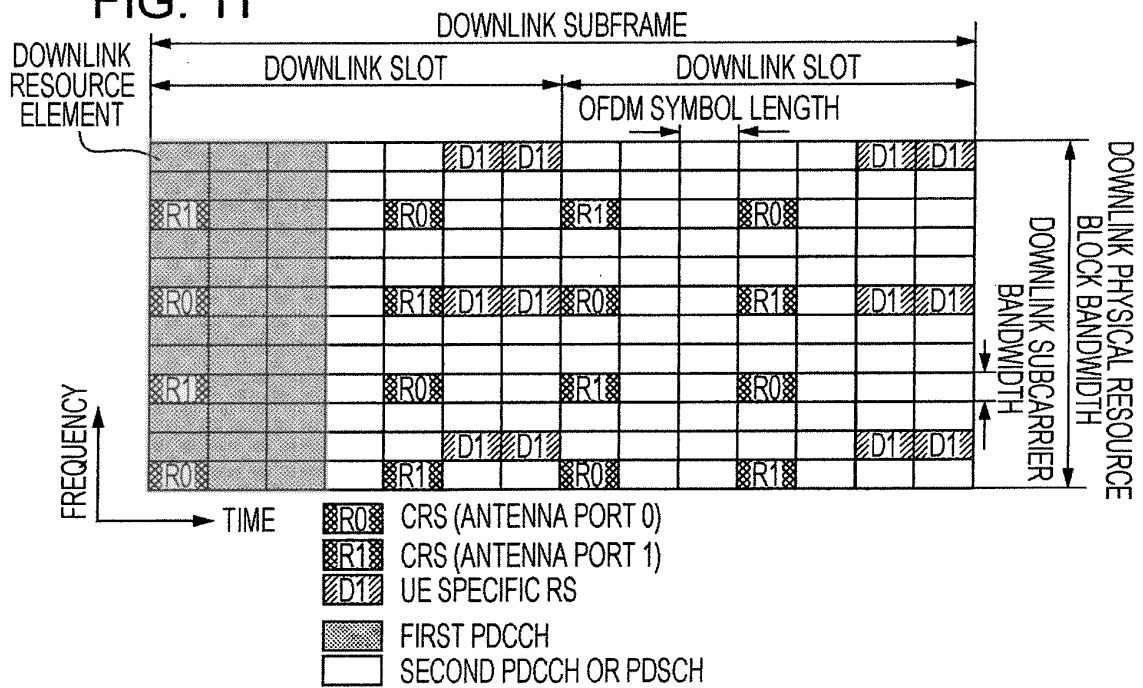 FIG. 11
DOWNLINK SUBFRAME
DOWNLINK SLOT DOWNLINK SLOT
DOWNLINK
RESOURCE
ELEMENT
OFDM SYMBOL LENGTH
D1 D1 D1 D1
R1 R0 R1 R0
R0 R1 D1 D1 R0 R1 D1 D1
R1 R0 R1 R0
D1 D1 D1 D1
R0 R1 R0 R1
DOWNLINK PHYSICAL RESOURCE
BLOCK BANDWIDTH
DOWNLINK SUBCARRIER
BANDWIDTH
FREQUENCY
TIME
R0 CRS (ANTENNA PORT 0)
R1 CRS (ANTENNA PORT 1)
D1 UE SPECIFIC RS
FIRST PDCCH
SECOND PDCCH OR PDSCH